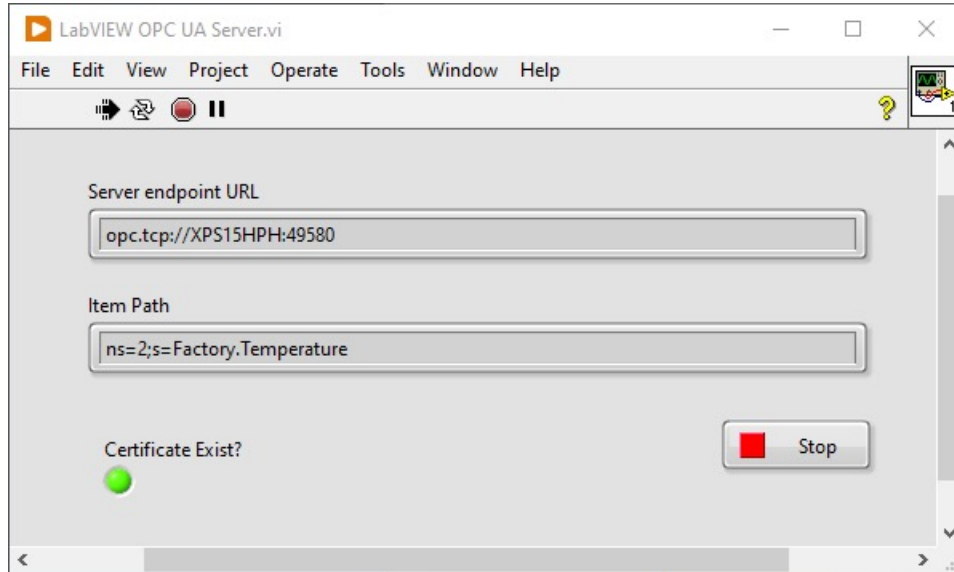 LabVIEW OPC UA Server.vi
File Edit View Project Operate Tools Window Help
Server endpoint URL
opc.tcp://XPS15HPH:49580
Item Path
ns=2;s=Factory.Temperature
Certificate Exist?
Stop